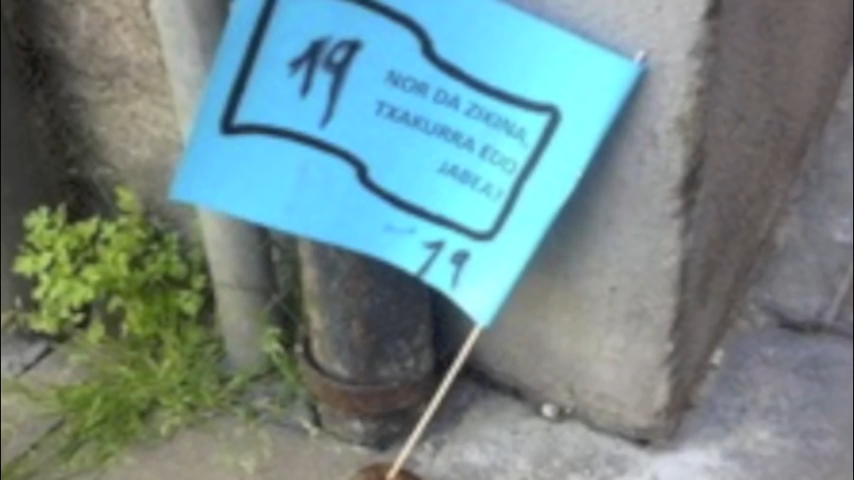 19
NOR DA ZIKINA,
TXAKURRA EDO
JABEA?
19